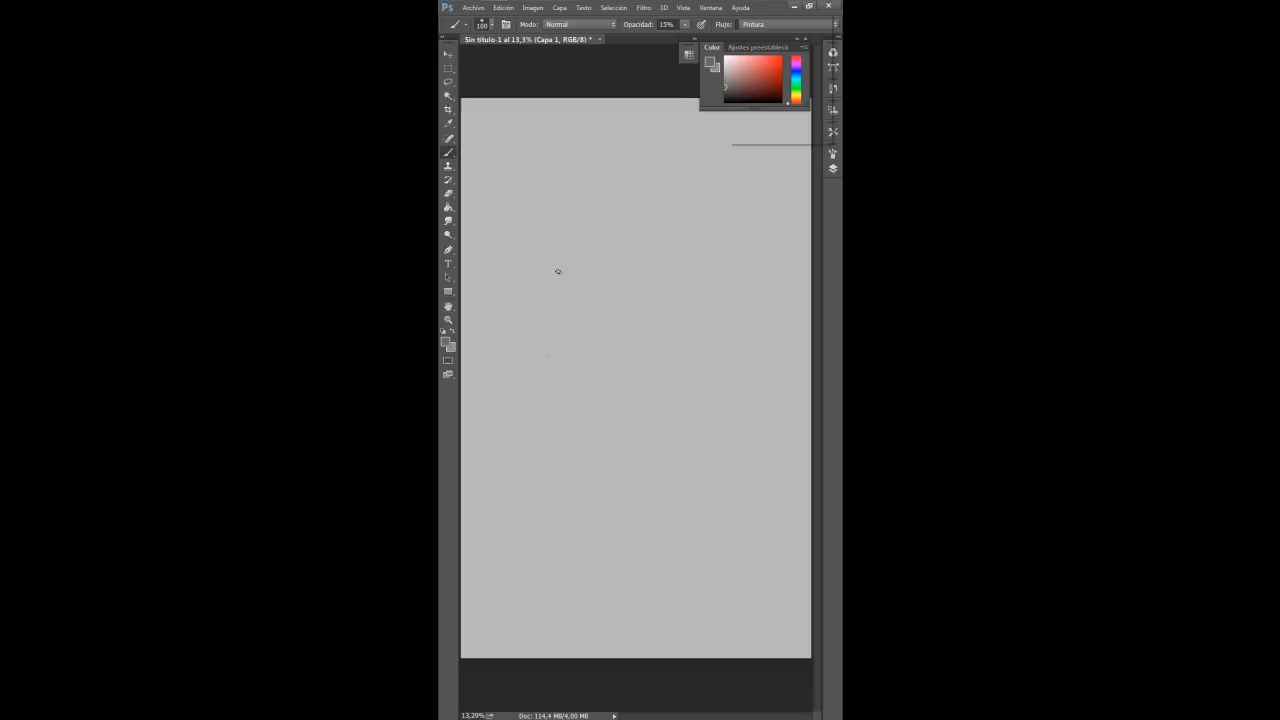 Ps Archivo Edición Imagen Capa Texto Selección Filtro 3D Vista Ventana Ayuda
100 Modo: Normal Opacidad: 15% Flujo: Pintura
Sin título-1 al 13,3% (Capa 1, RGB/8) * ×
Color Ajustes preestablecid
T
13,29% Doc: 114,4 MB/4,00 MB